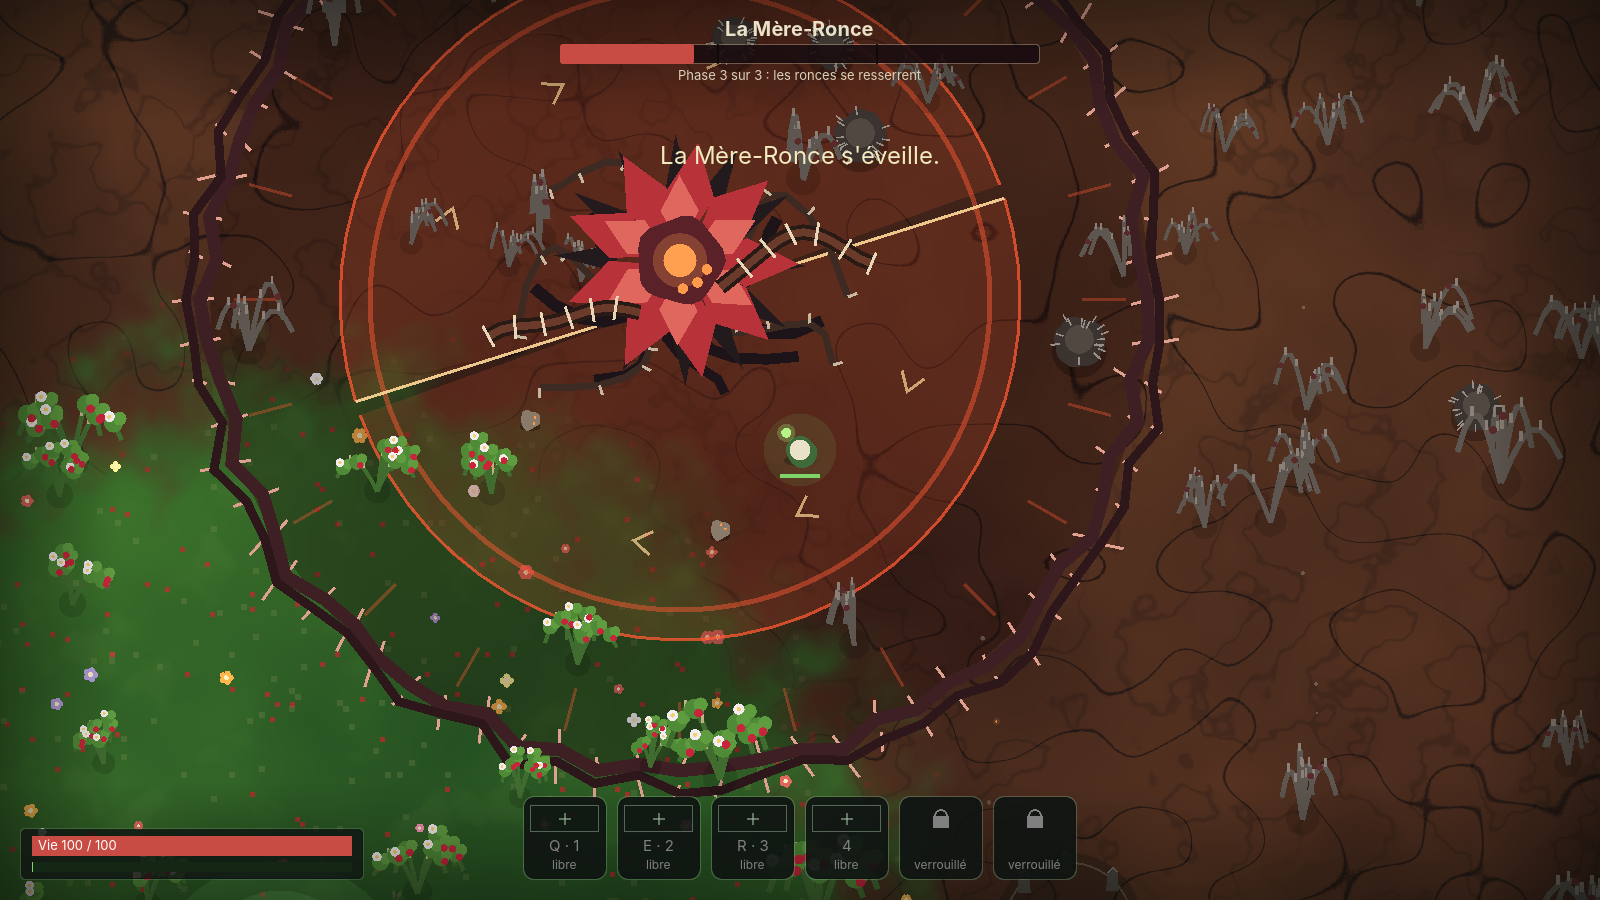 La Mère-Ronce
Phase 3 sur 3 : les ronces se resserrent
La Mère-Ronce s'éveille.
Vie 100 / 100
Q · 1
libre
E · 2
libre
R · 3
libre
4
libre
verrouillé
verrouillé